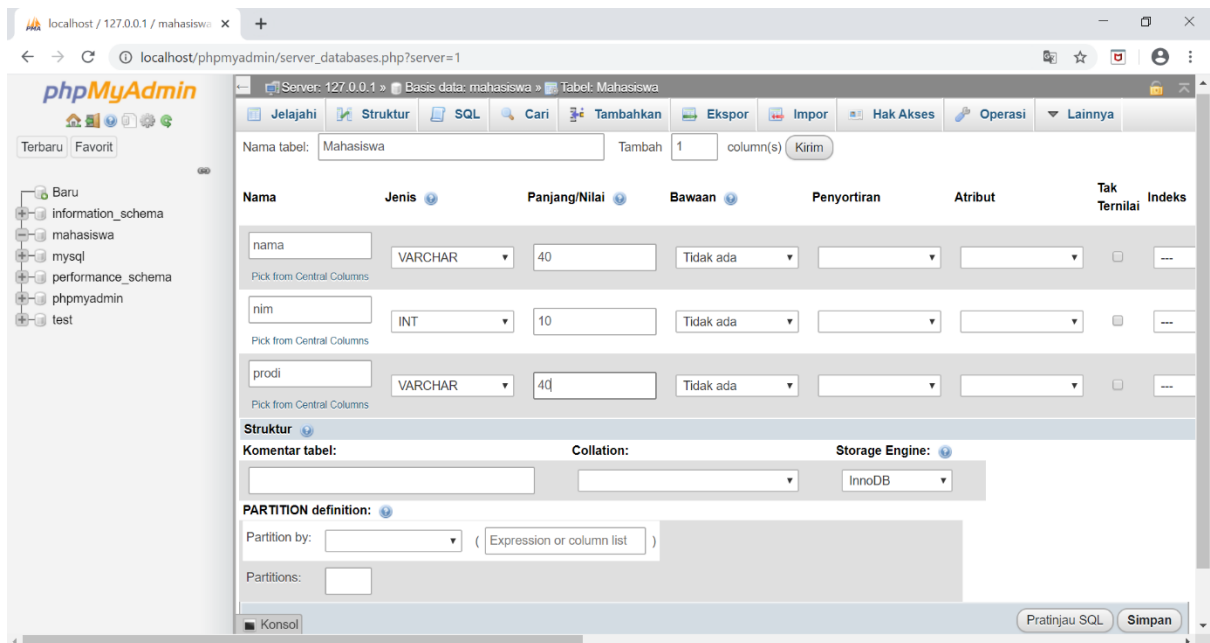 localhost / 127.0.0.1 / mahasiswa
localhost/phpmyadmin/server_databases.php?server=1
phpMyAdmin
Terbaru Favorit
Baru
information_schema
mahasiswa
mysql
performance_schema
phpmyadmin
test
Server: 127.0.0.1 » Basis data: mahasiswa » Tabel: Mahasiswa
Jelajahi Struktur SQL Cari Tambahkan Ekspor Impor Hak Akses Operasi Lainnya
Nama tabel: Mahasiswa Tambah 1 column(s) Kirim
Nama Jenis Panjang/Nilai Bawaan Penyortiran Atribut Tak Ternilai Indeks
nama VARCHAR 40 Tidak ada ---
Pick from Central Columns
nim INT 10 Tidak ada ---
Pick from Central Columns
prodi VARCHAR 40 Tidak ada ---
Pick from Central Columns
Struktur
Komentar tabel: Collation: Storage Engine:
InnoDB
PARTITION definition:
Partition by: ( Expression or column list )
Partitions:
Konsol Pratinjau SQL Simpan